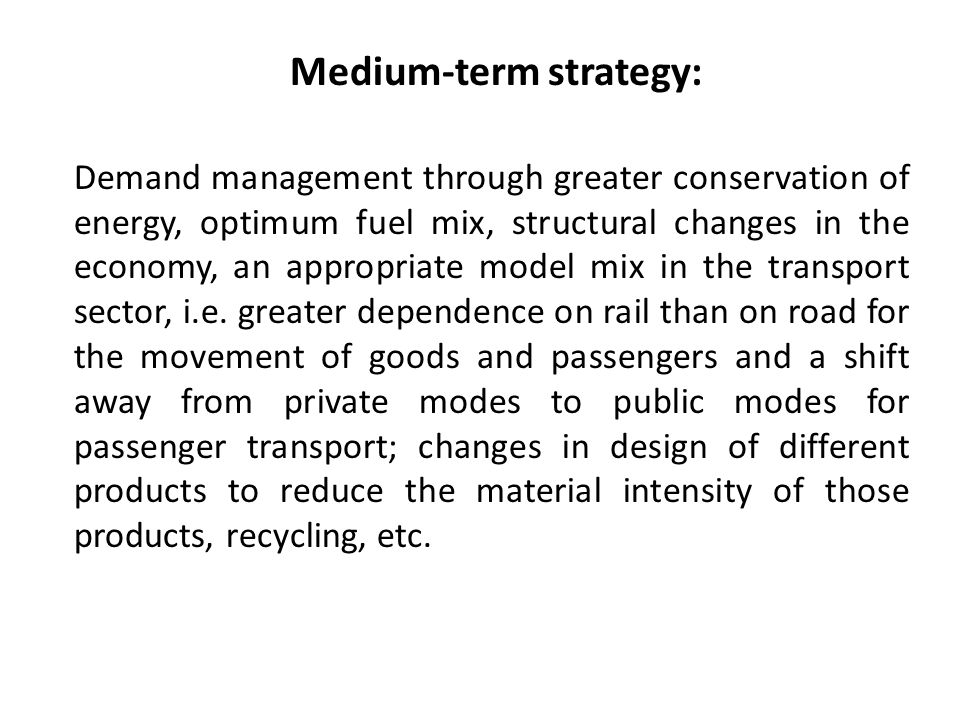 Medium-term strategy:
Demand management through greater conservation of
energy, optimum fuel mix, structural changes in the
economy, an appropriate model mix in the transport
sector, i.e. greater dependence on rail than on road for
the movement of goods and passengers and a shift
away from private modes to public modes for
passenger transport; changes in design of different
products to reduce the material intensity of those
products, recycling, etc.